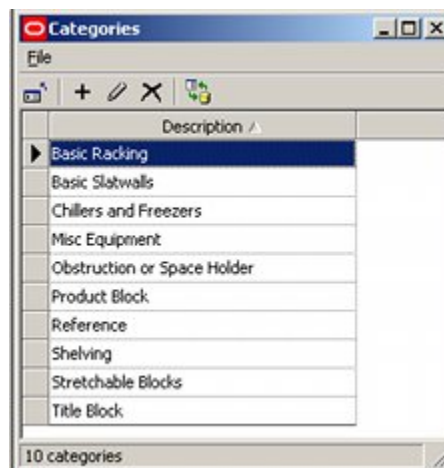 Categories
File
Description
Basic Racking
Basic Slatwalls
Chillers and Freezers
Misc Equipment
Obstruction or Space Holder
Product Block
Reference
Shelving
Stretchable Blocks
Title Block
10 categories